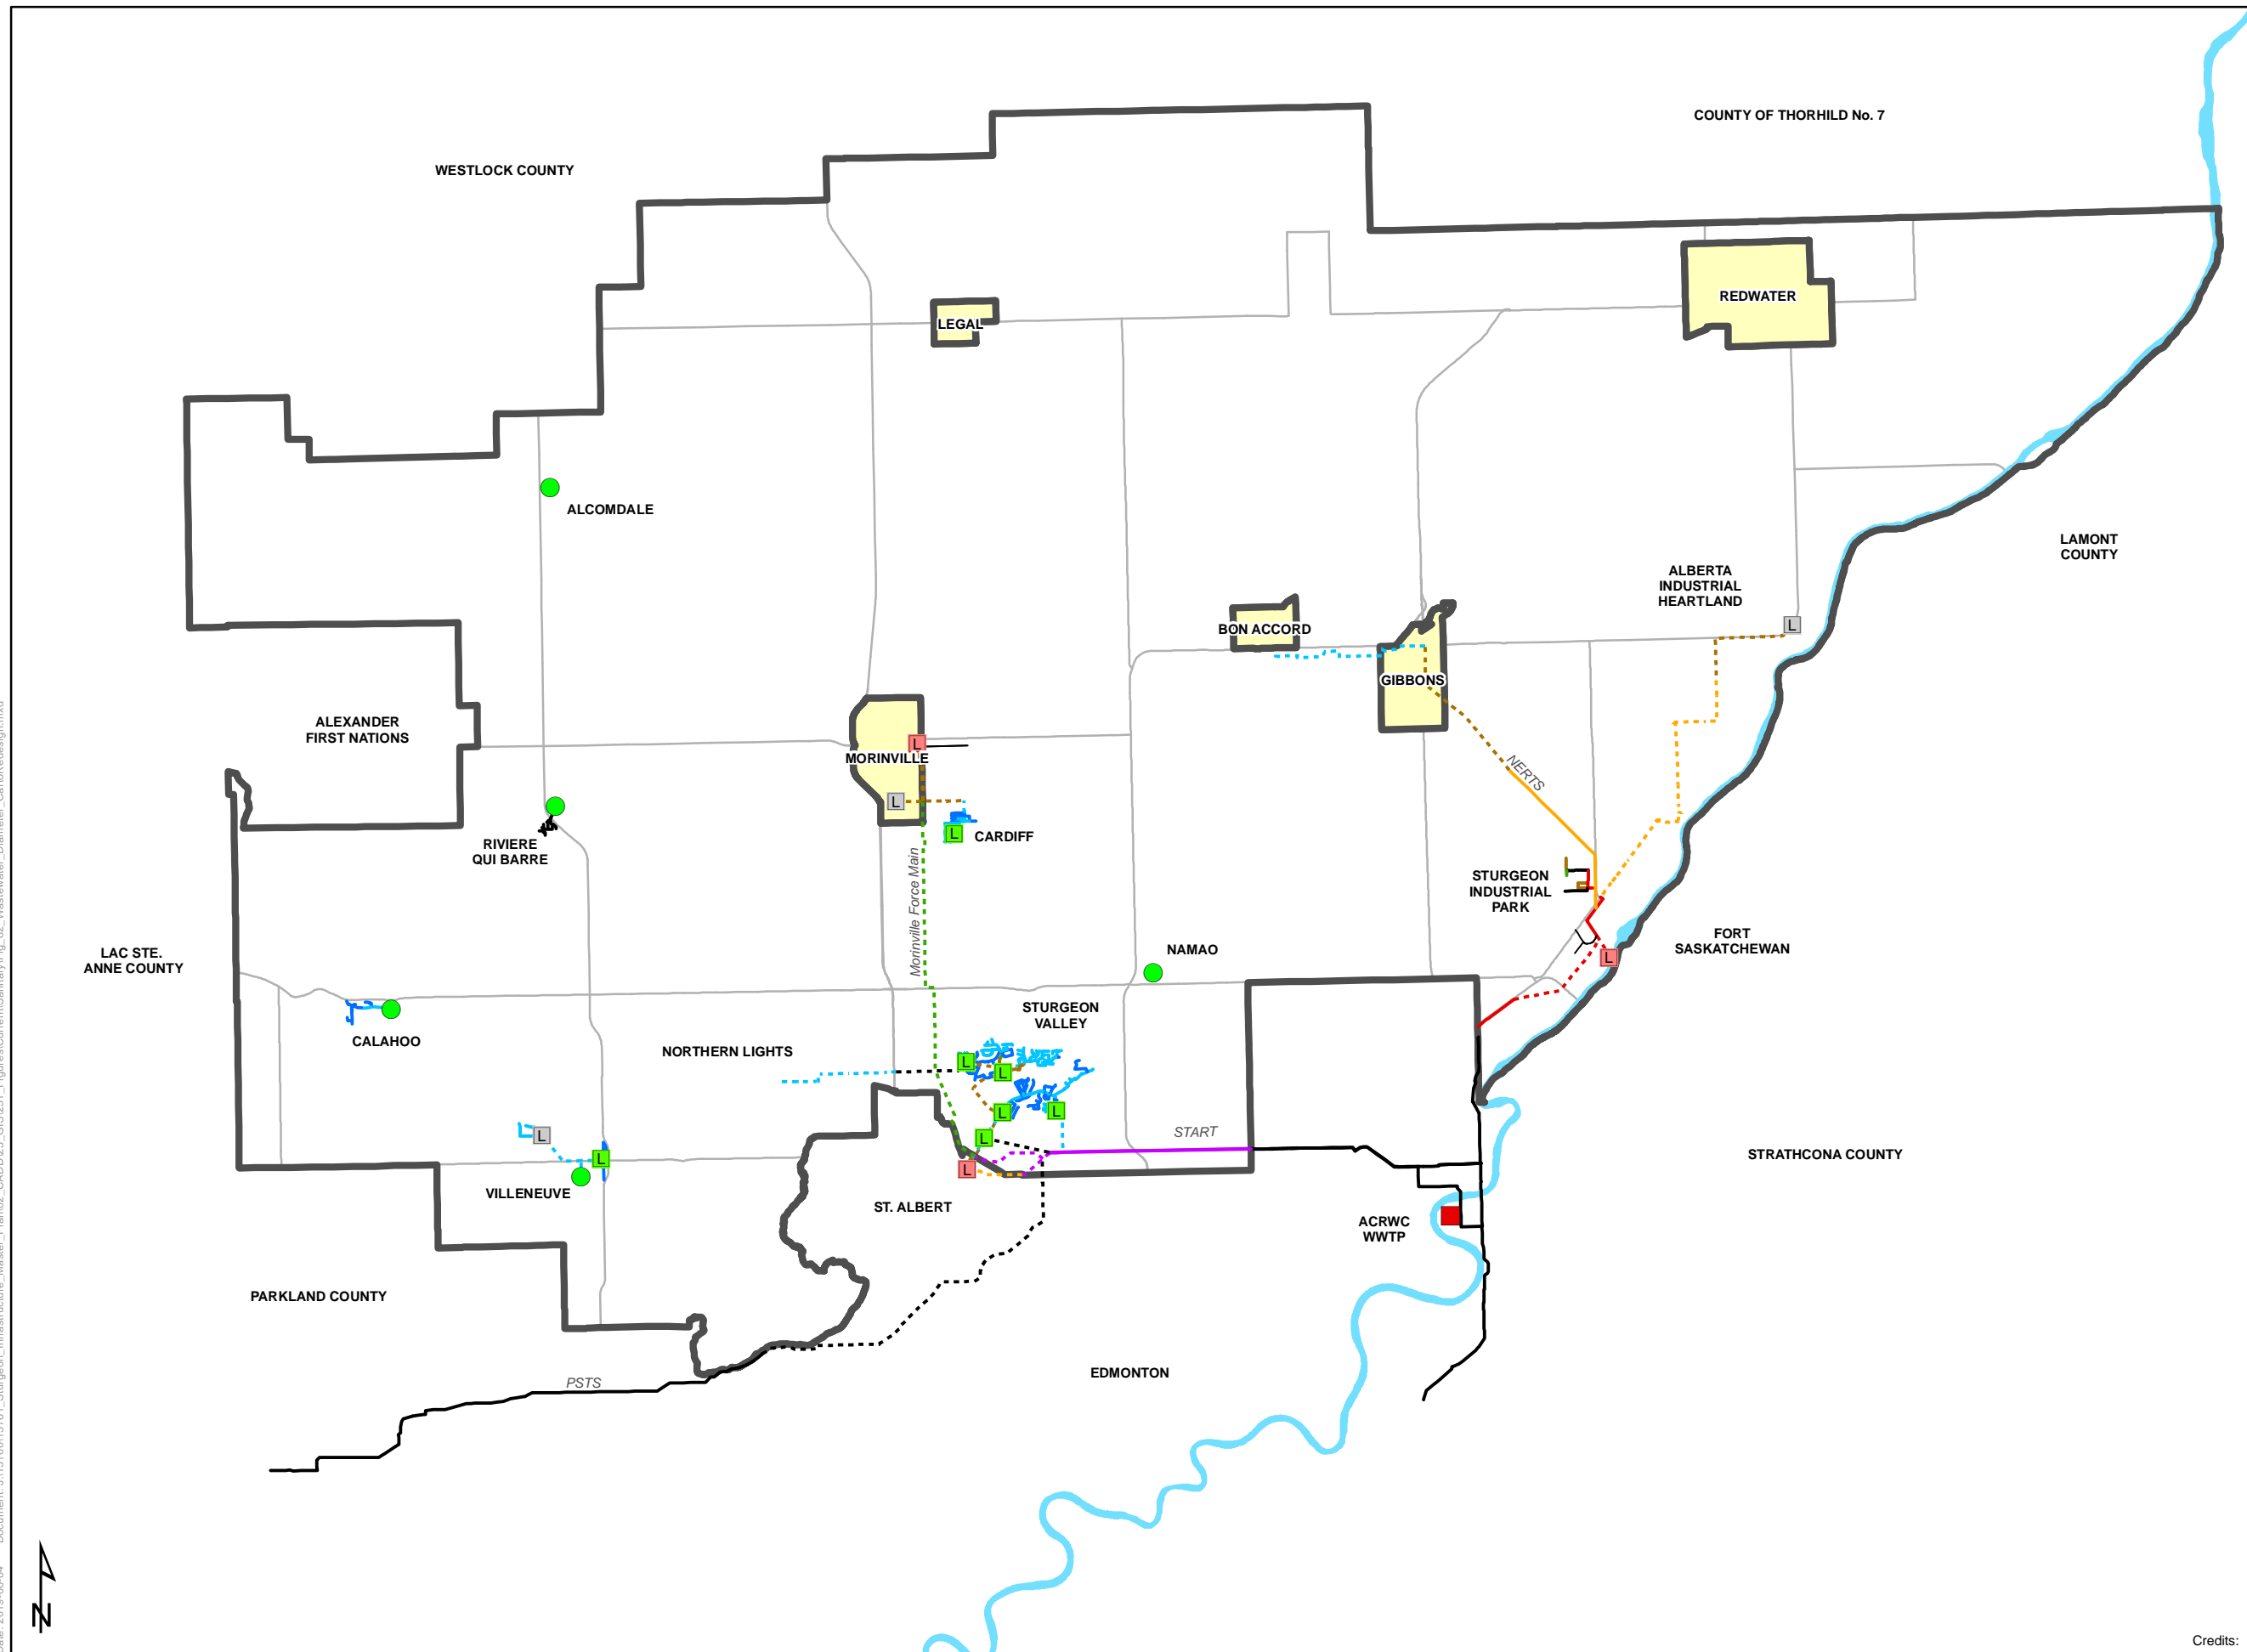 COUNTY OF THORHILD No. 7
WESTLOCK COUNTY
REDWATER
LEGAL
ALCOMDALE
LAMONT
COUNTY
ALBERTA
INDUSTRIAL
HEARTLAND
L
BON ACCORD
GIBBONS
ALEXANDER
FIRST NATIONS
L
MORINVILLE
NERTS
L
L
CARDIFF
RIVIERE
QUI BARRE
STURGEON
INDUSTRIAL
PARK
Morinville Force Main
FORT
SASKATCHEWAN
LAC STE.
ANNE COUNTY
NAMAO
L
STURGEON
VALLEY
CALAHOO
NORTHERN LIGHTS
L
L
L
L
L
L
START
L
L
STRATHCONA COUNTY
VILLENEUVE
ST. ALBERT
ACRWC
WWTP
PARKLAND COUNTY
EDMONTON
PSTS
N
Credits: